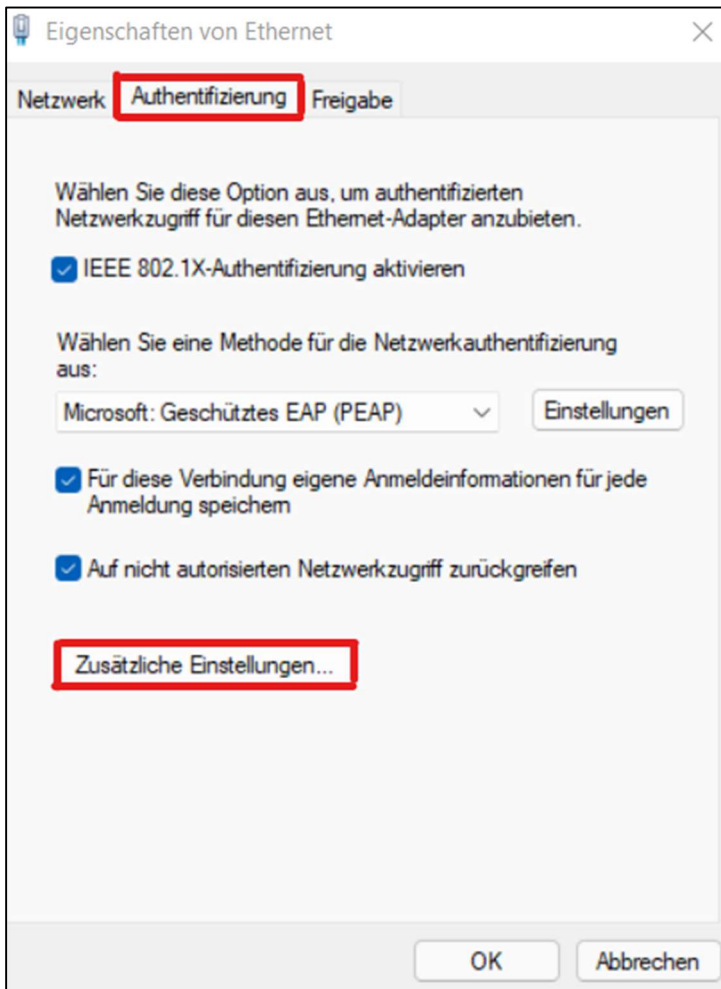 Eigenschaften von Ethernet
Netzwerk Authentifizierung Freigabe
Wählen Sie diese Option aus, um authentifizierten
Netzwerkzugriff für diesen Ethernet-Adapter anzubieten.
IEEE 802.1X-Authentifizierung aktivieren
Wählen Sie eine Methode für die Netzwerkauthentifizierung
aus:
Microsoft: Geschütztes EAP (PEAP) Einstellungen
Für diese Verbindung eigene Anmeldeinformationen für jede
Anmeldung speichern
Auf nicht autorisierten Netzwerkzugriff zurückgreifen
Zusätzliche Einstellungen...
OK Abbrechen